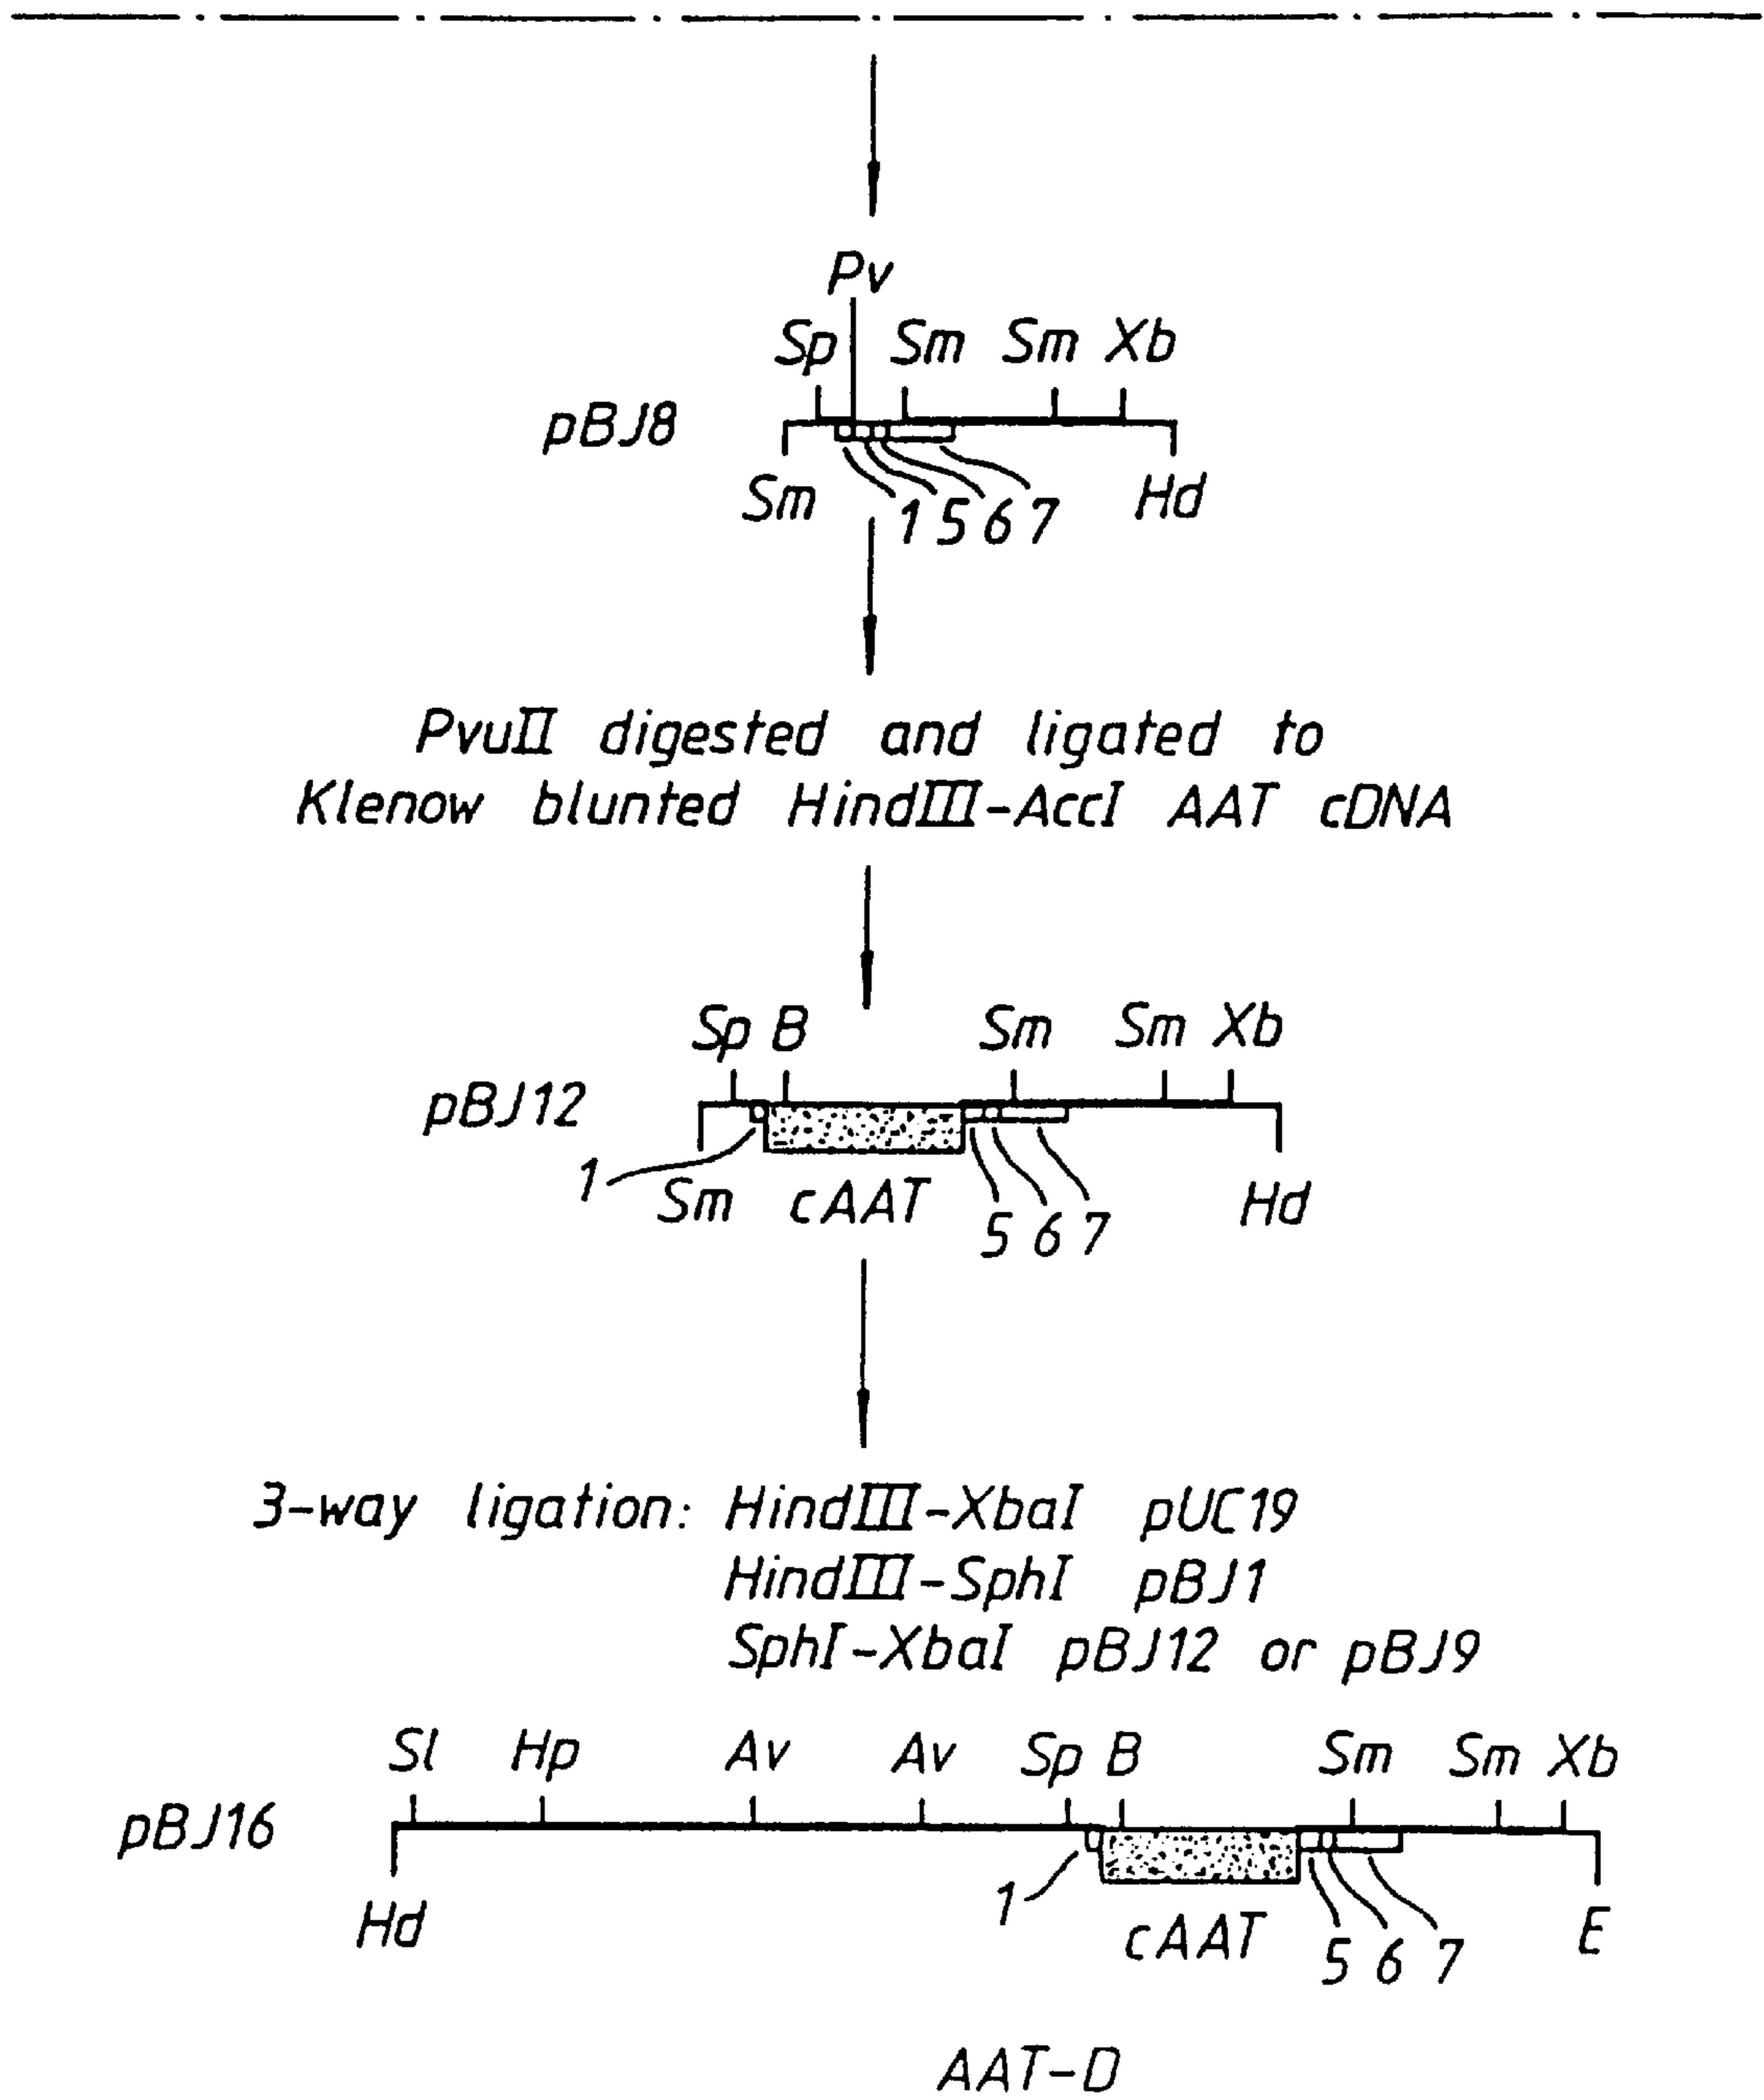 Pv
Sp Sm Sm Xb
pBJ8
Sm 1 5 6 7 Hd
PvuII digested and ligated to
Klenow blunted HindIII-AccI AAT cDNA
Sp B Sm Sm Xb
pBJ12
1 Sm cAAT 5 6 7 Hd
3-way ligation: HindIII-XbaI pUC19
HindIII-SphI pBJ1
SphI-XbaI pBJ12 or pBJ9
Sl Hp Av Av Sp B Sm Sm Xb
pBJ16
Hd 1 cAAT 5 6 7 E
AAT-D